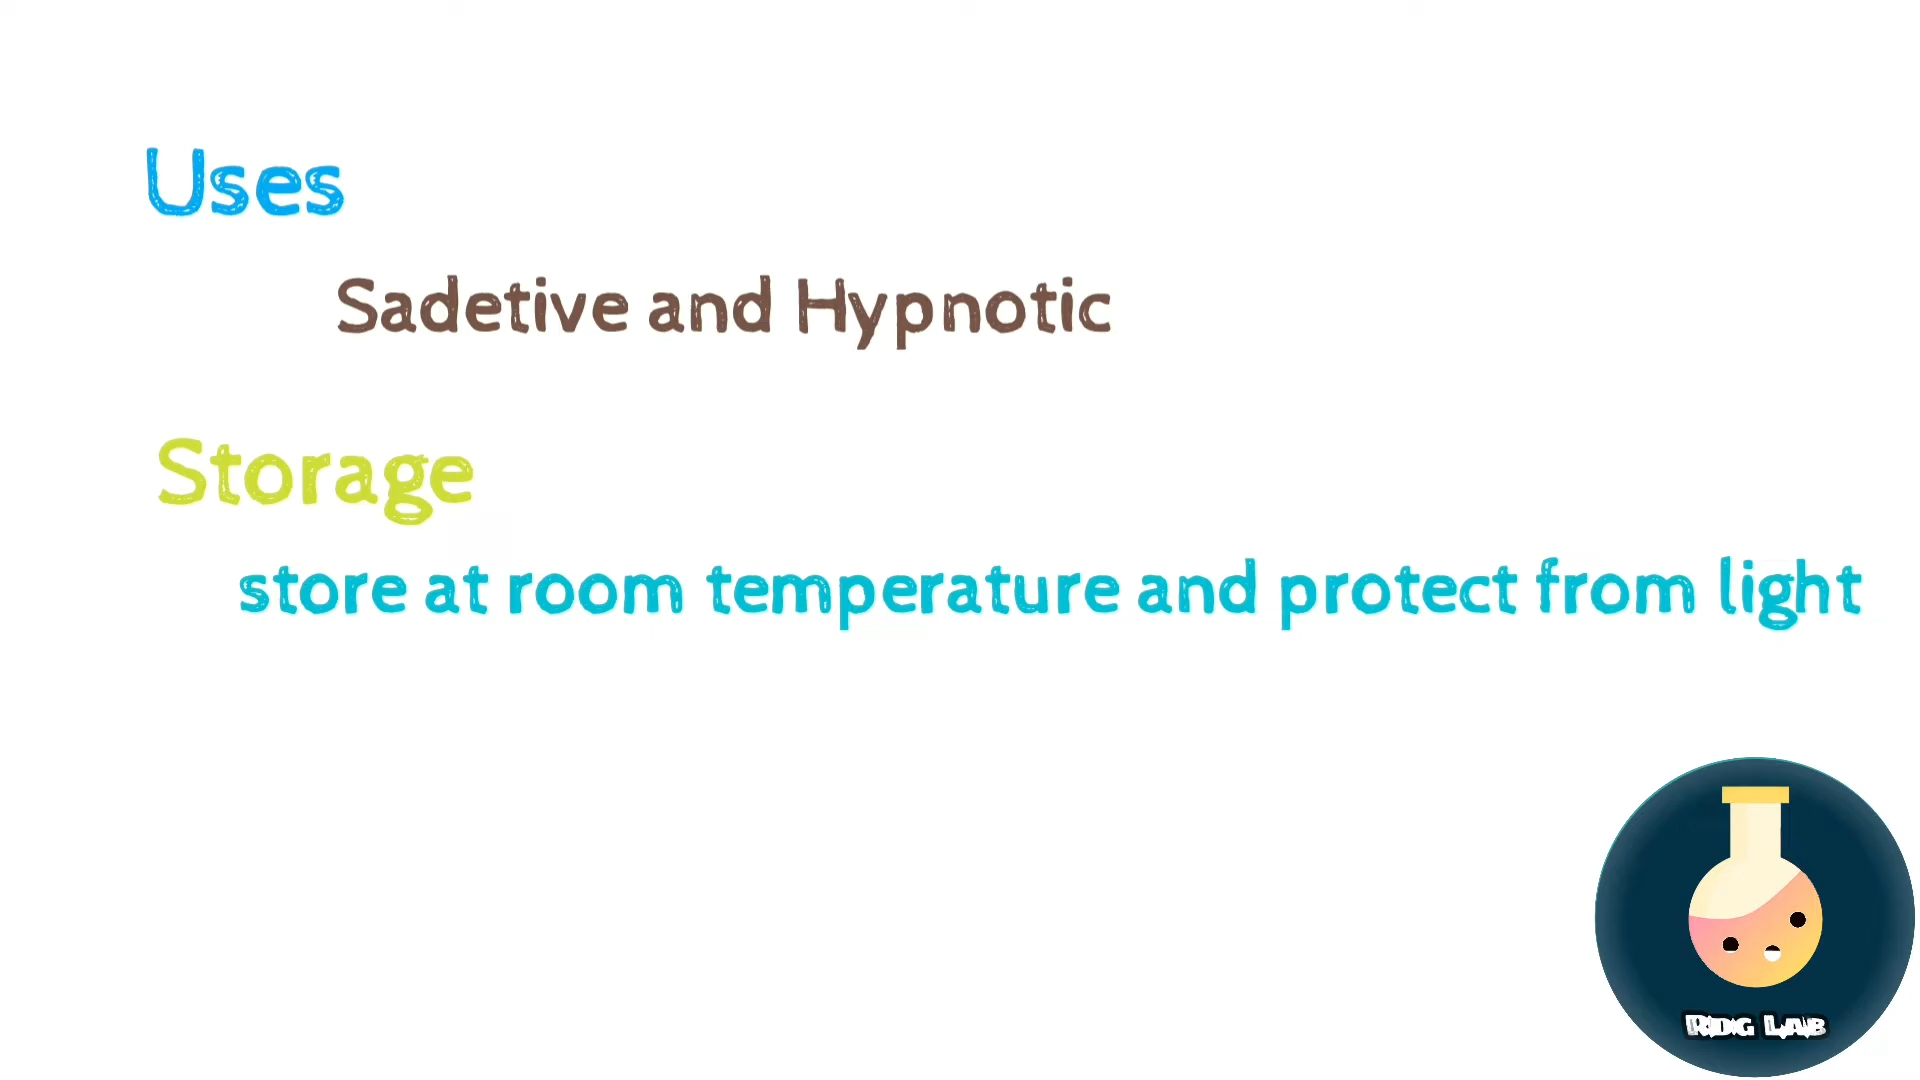 Uses
Sadetive and Hypnotic
Storage
store at room temperature and protect from light
RDG LAB